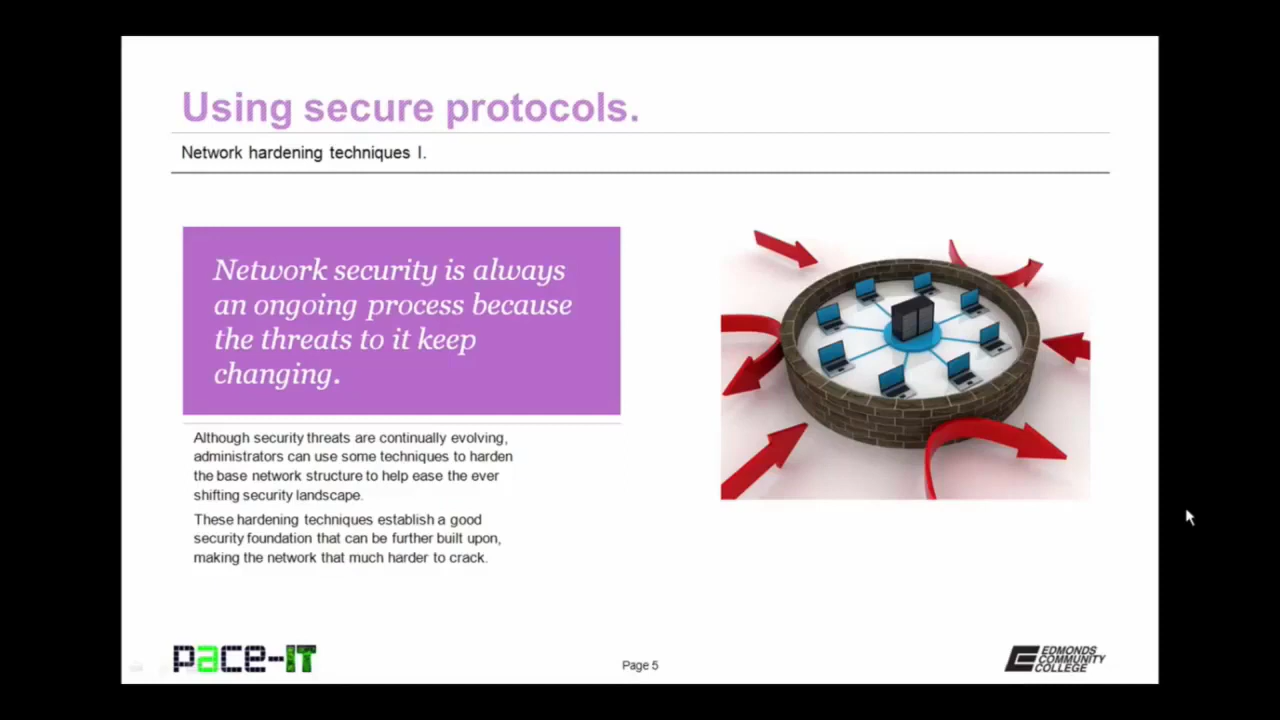 Using secure protocols.
Network hardening techniques I.
Network security is always
an ongoing process because
the threats to it keep
changing.
Although security threats are continually evolving,
administrators can use some techniques to harden
the base network structure to help ease the ever
shifting security landscape.
These hardening techniques establish a good
security foundation that can be further built upon,
making the network that much harder to crack.
pace-IT
Page 5
EDMONDS
COMMUNITY
COLLEGE